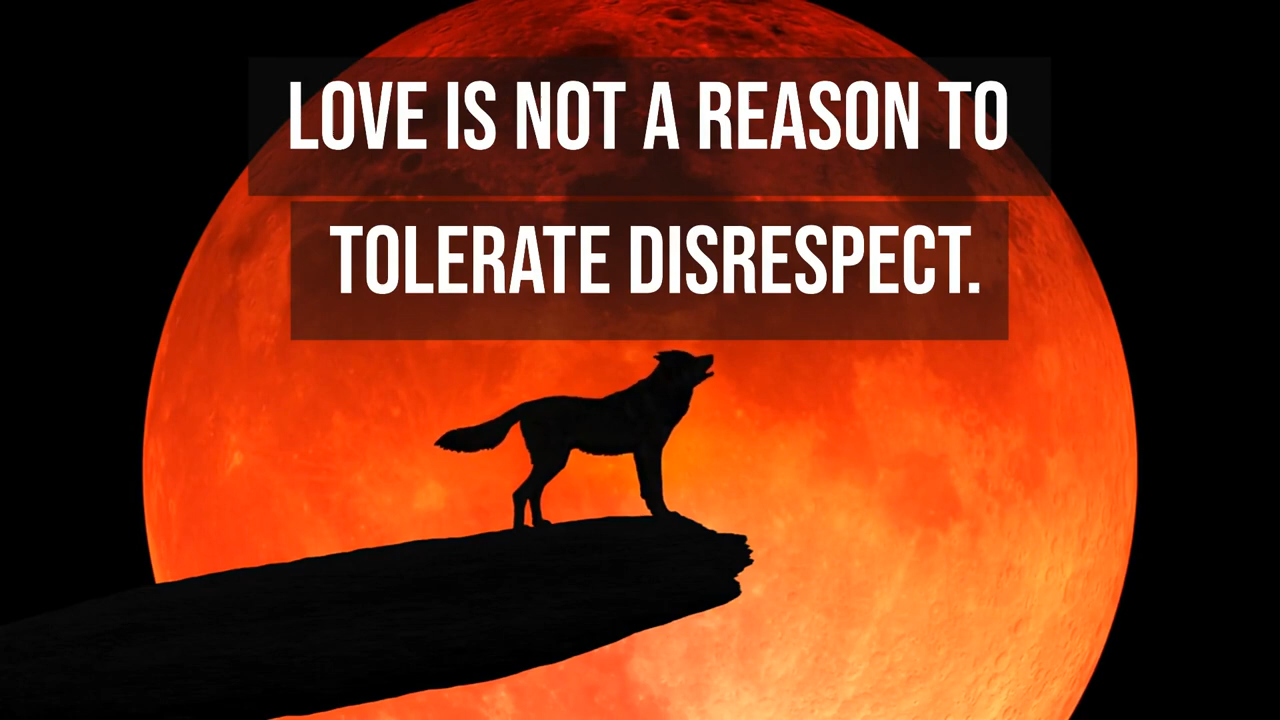 LOVE IS NOT A REASON TO
TOLERATE DISRESPECT.